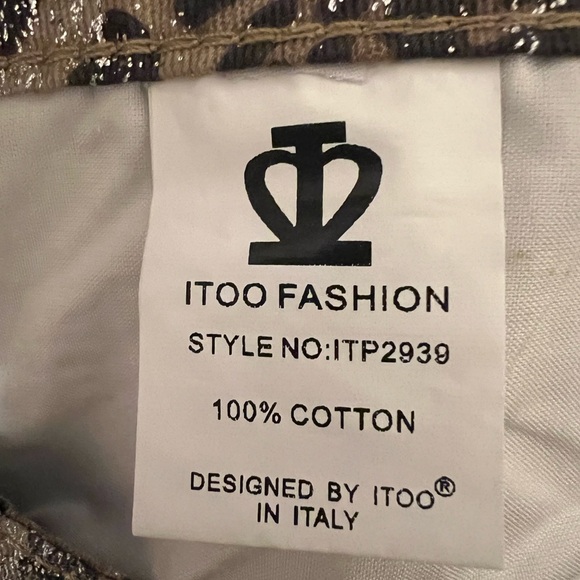 ITOO FASHION
STYLE NO:ITP2939
100% COTTON
DESIGNED BY ITOO®
IN ITALY